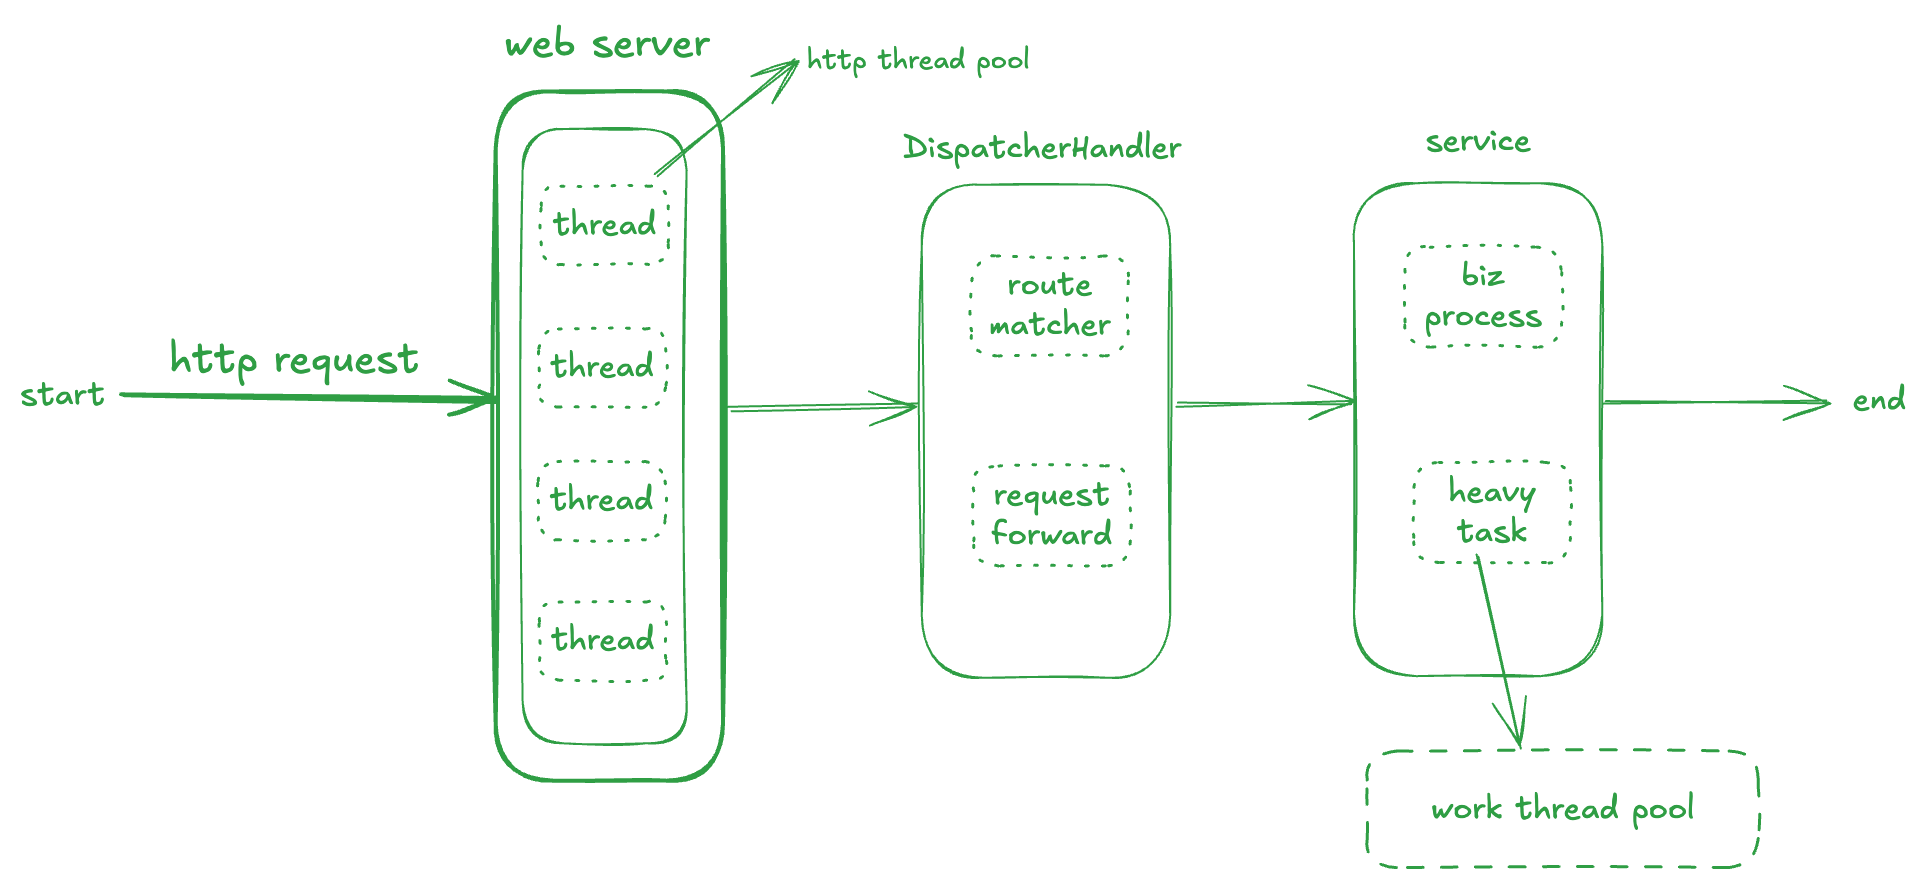 web server
http thread pool
DispatcherHandler
service
thread
thread
thread
thread
http request
start
route
matcher
request
forward
biz
process
heavy
task
end
work thread pool